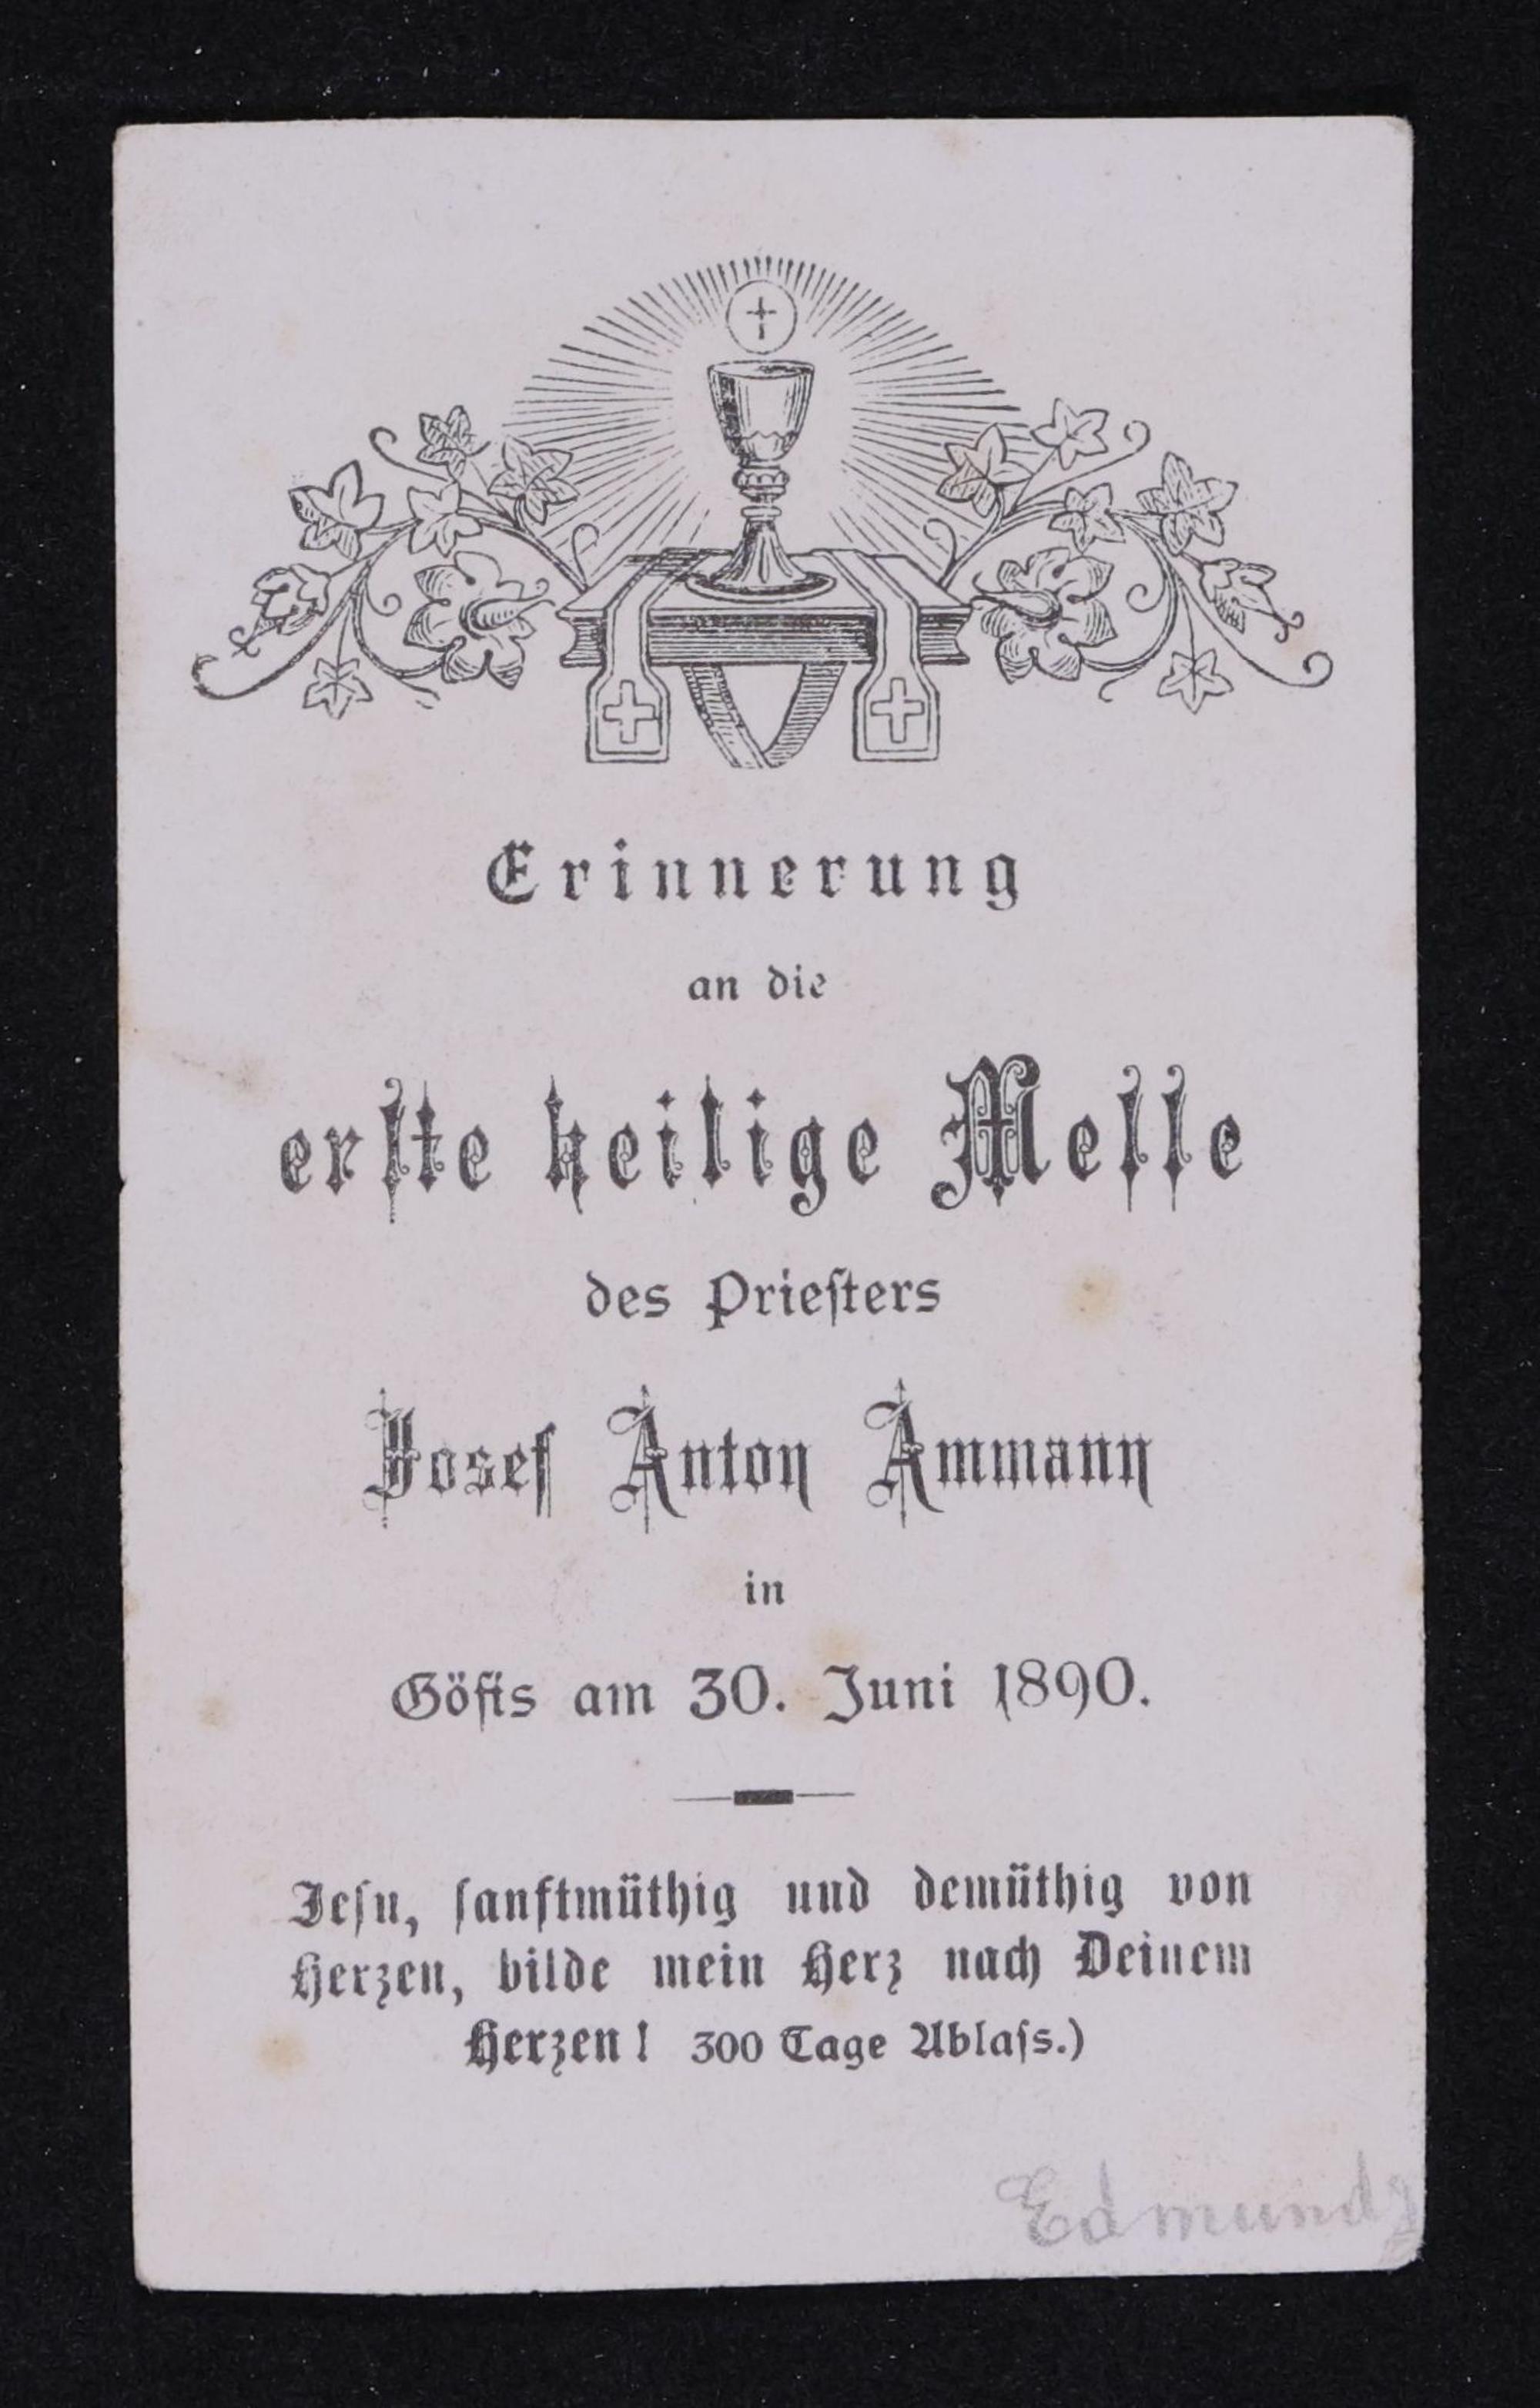 Erinnerung
an die
erſte heilige Meſſe
des Prieſters
Josef Anton Ammann
in
Göfis am 30. Juni 1890.
Jeſu, ſanftmüthig und demüthig von
Herzen, bilde mein Herz nach Deinem
Herzen! 300 Tage Ablaſs.)
Edmund